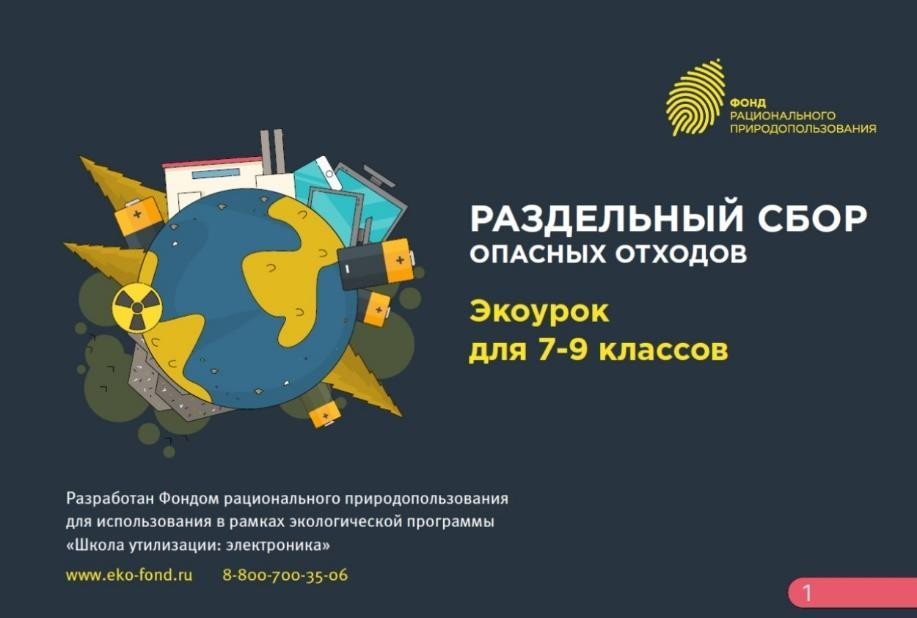 ФОНД
РАЦИОНАЛЬНОГО
ПРИРОДОПОЛЬЗОВАНИЯ
РАЗДЕЛЬНЫЙ СБОР
ОПАСНЫХ ОТХОДОВ
Экоурок
для 7-9 классов
Разработан Фондом рационального природопользования
для использования в рамках экологической программы
«Школа утилизации: электроника»
www.eko-fond.ru 8-800-700-35-06
1